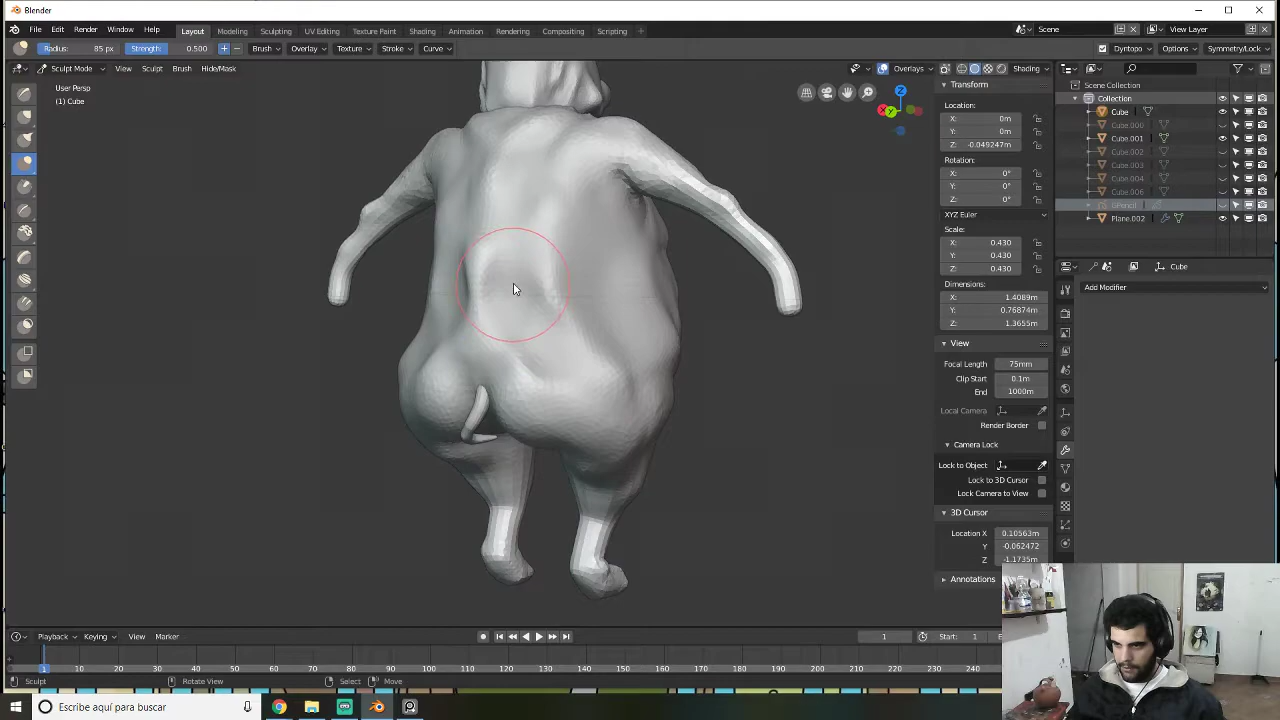 Blender
File Edit Render Window Help Layout Modeling Sculpting UV Editing Texture Paint Shading Animation Rendering Compositing Scripting + Scene View Layer
Radius: 85 px Strength: 0.500 Brush Overlay Texture Stroke Curve Dyntopo Options Symmetry/Lock
Sculpt Mode View Sculpt Brush Hide/Mask Overlays Shading
User Persp
(1) Cube
Z
X
Y
Transform
Location:
X: 0m
Y: 0m
Z: -0.049247m
Rotation:
X: 0°
Y: 0°
Z: 0°
XYZ Euler
Scale:
X: 0.430
Y: 0.430
Z: 0.430
Dimensions:
X: 1.4089m
Y: 0.76874m
Z: 1.3655m
View
Focal Length 75mm
Clip Start 0.1m
End 1000m
Local Camera
Render Border
Camera Lock
Lock to Object
Lock to 3D Cursor
Lock Camera to View
3D Cursor
Location X 0.10563m
Y -0.062472
Z -1.1735m
Annotations
Scene Collection
Collection
Cube
Cube.000
Cube.001
Cube.002
Cube.003
Cube.004
Cube.006
GPencil
Plane.002
Cube
Add Modifier
Playback Keying View Marker 1 Start: 1
1 10 20 30 40 50 60 70 80 90 100 110 120 130 140 150 160 170 180 190 200 210 220 230 240
Sculpt Rotate View Select Move
Escribe aquí para buscar